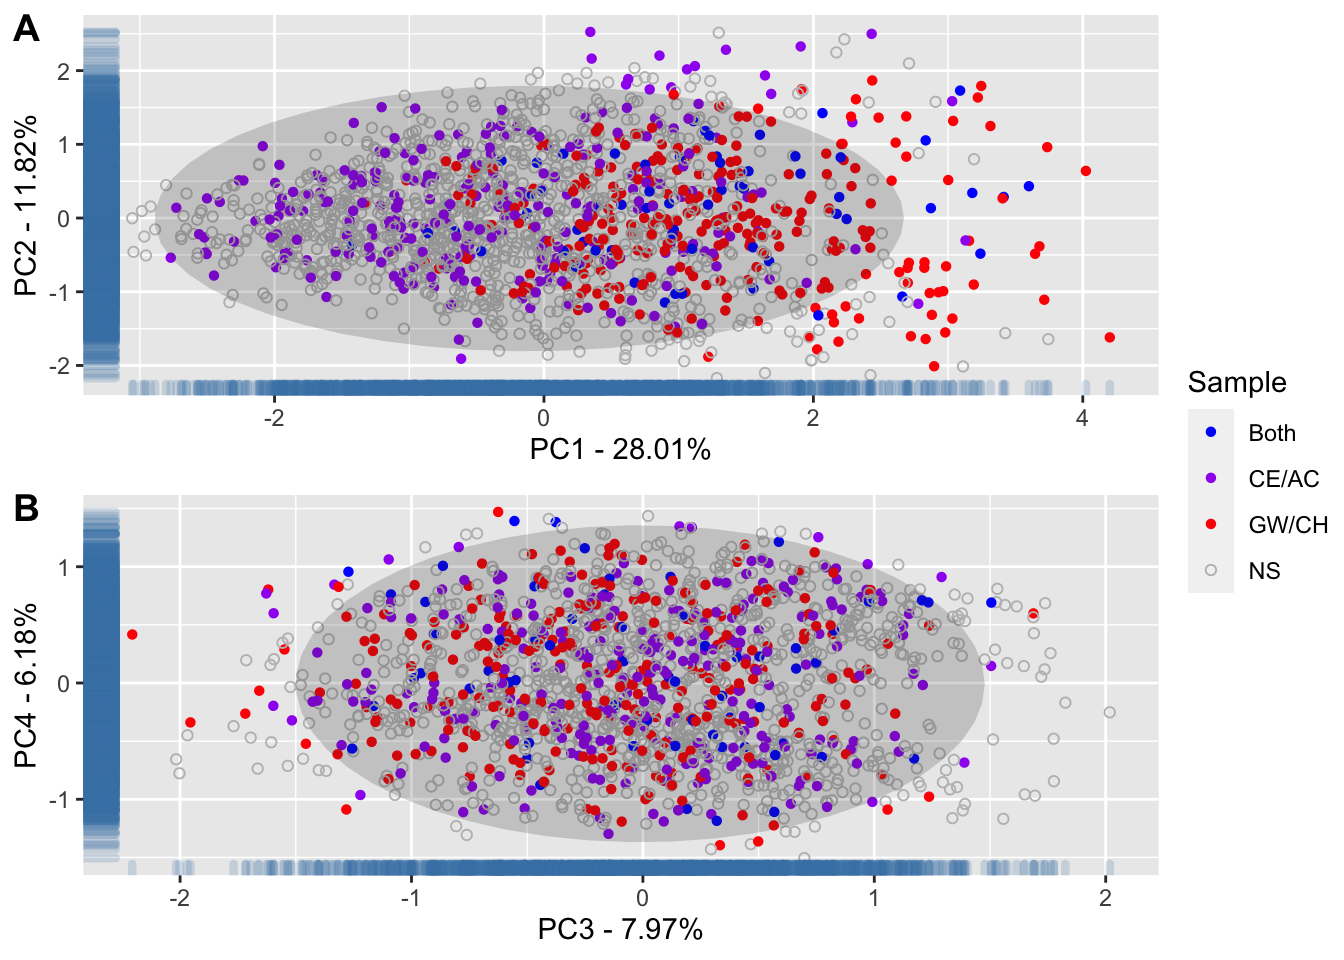 A
2
1
0
-1
-2
PC2 - 11.82%
-2 0 2 4
PC1 - 28.01%
Sample
Both
CE/AC
GW/CH
NS
B
1
0
-1
PC4 - 6.18%
-2 -1 0 1 2
PC3 - 7.97%